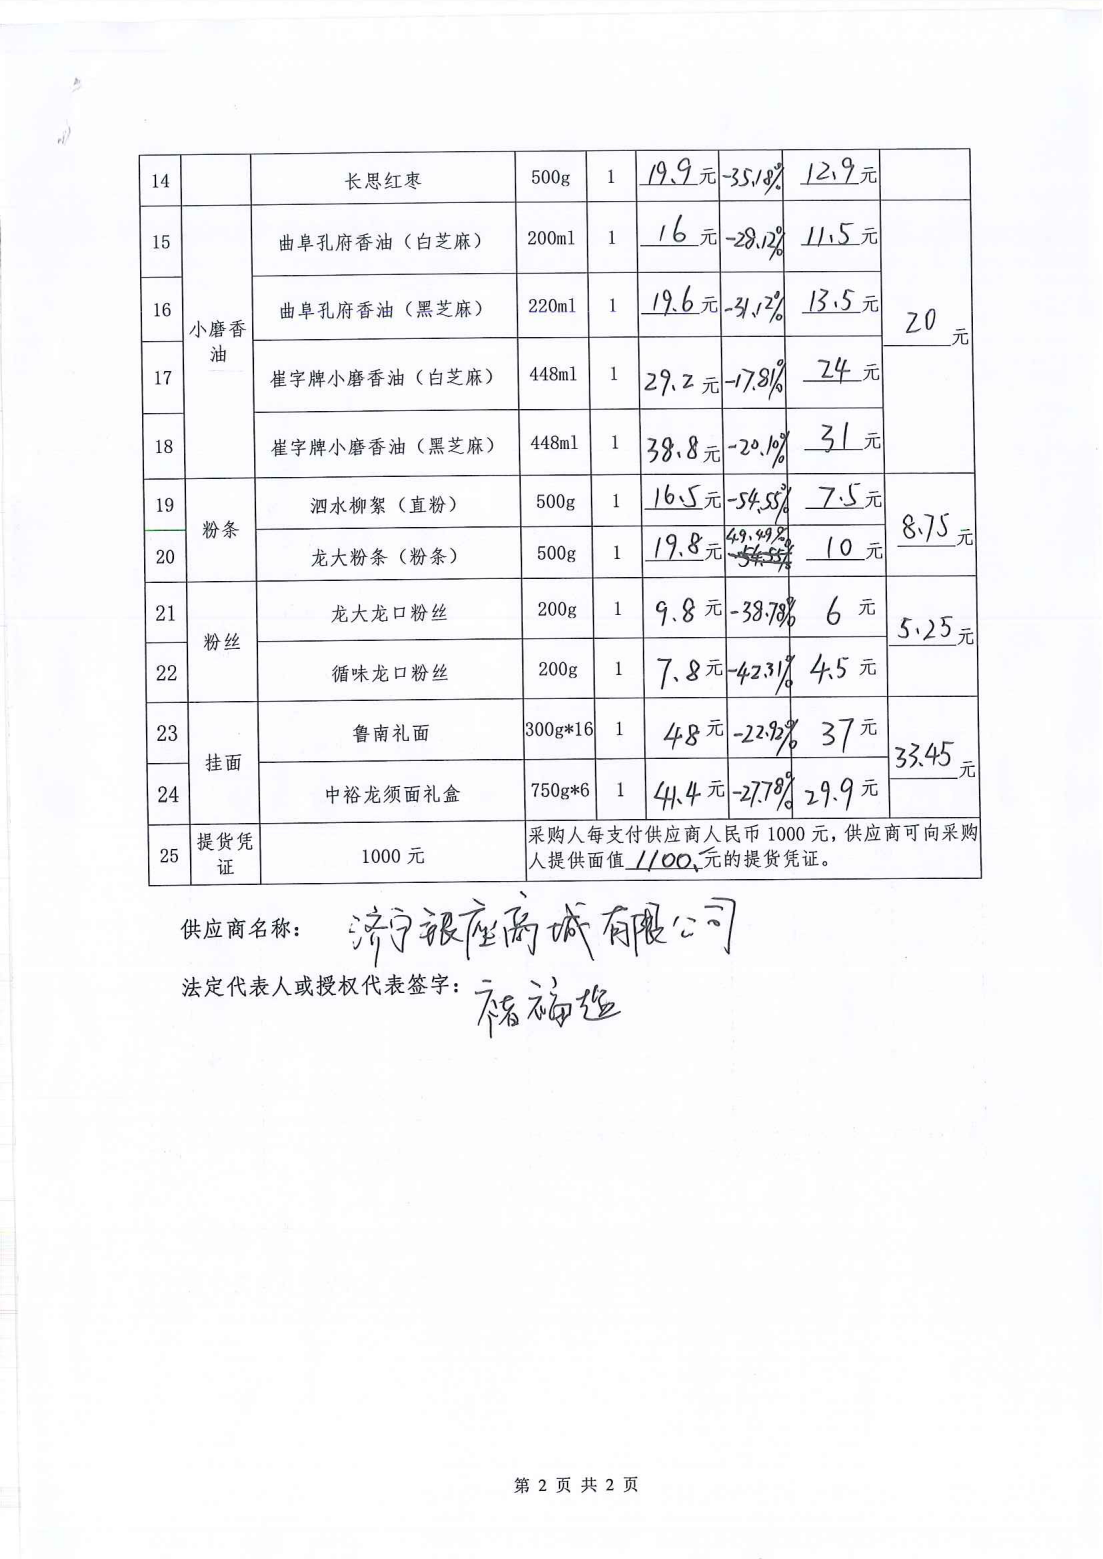 14 长思红枣 500g 1 19.9元 -35.18% 12.9元
15 曲阜孔府香油（白芝麻） 200ml 1 16元 -28.12% 11.5元
16 曲阜孔府香油（黑芝麻） 220ml 1 19.6元 -31.12% 13.5元
小磨香油 20元
17 崔字牌小磨香油（白芝麻） 448ml 1 29.2元 -17.81% 24元
18 崔字牌小磨香油（黑芝麻） 448ml 1 38.8元 -20.10% 31元
19 泗水柳絮（直粉） 500g 1 16.5元 -54.55% 7.5元
粉条 8.75元
20 龙大粉条（粉条） 500g 1 19.8元 49.49% 10元
21 龙大龙口粉丝 200g 1 9.8元 -38.78% 6元
粉丝 5.25元
22 循味龙口粉丝 200g 1 7.8元 -42.31% 4.5元
23 鲁南礼面 300g*16 1 48元 -22.92% 37元
挂面 33.45元
24 中裕龙须面礼盒 750g*6 1 41.4元 -27.78% 29.9元
25 提货凭证 1000元 采购人每支付供应商人民币1000元，供应商可向采购
人提供面值1100元的提货凭证。
供应商名称： 济宁银座商城有限公司
法定代表人或授权代表签字： 储福
第 2 页 共 2 页